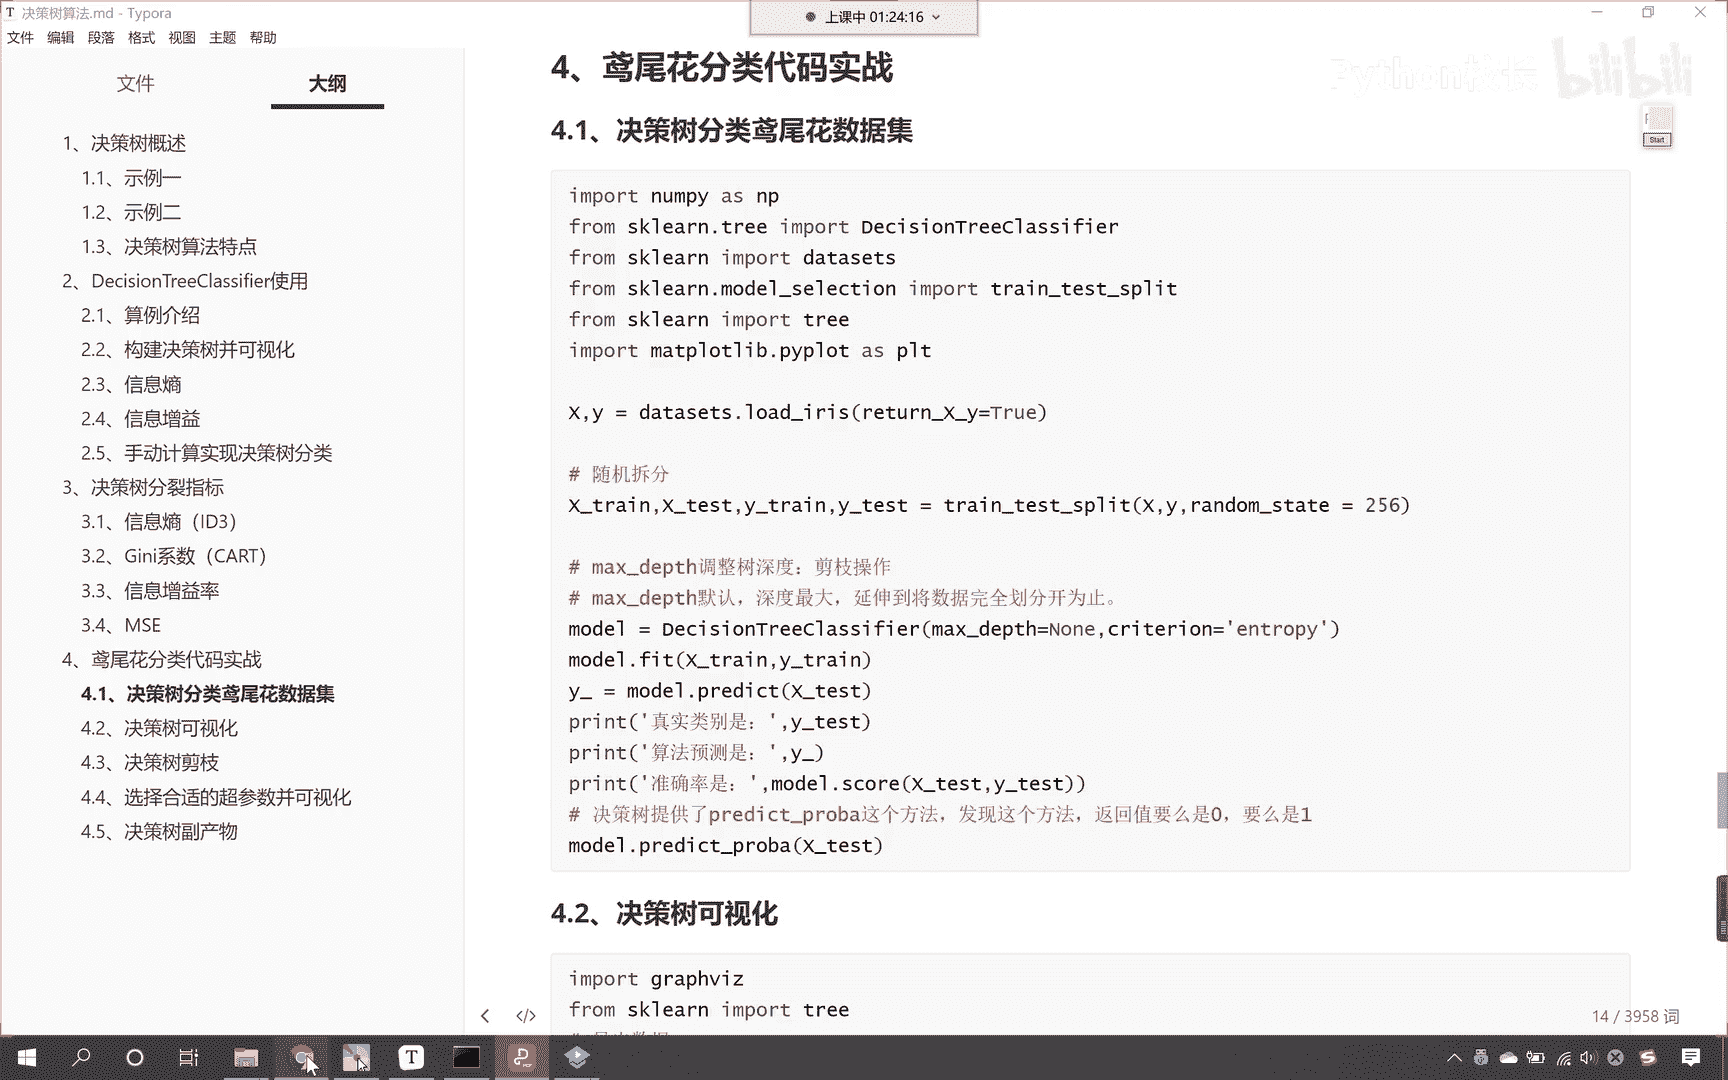 决策树算法.md - Typora
上课中 01:24:16
文件 编辑 段落 格式 视图 主题 帮助
文件 大纲
1、决策树概述
1.1、示例一
1.2、示例二
1.3、决策树算法特点
2、DecisionTreeClassifier使用
2.1、算例介绍
2.2、构建决策树并可视化
2.3、信息熵
2.4、信息增益
2.5、手动计算实现决策树分类
3、决策树分裂指标
3.1、信息熵（ID3）
3.2、Gini系数（CART）
3.3、信息增益率
3.4、MSE
4、鸢尾花分类代码实战
4.1、决策树分类鸢尾花数据集
4.2、决策树可视化
4.3、决策树剪枝
4.4、选择合适的超参数并可视化
4.5、决策树副产物
4、鸢尾花分类代码实战
bilibili
Start
4.1、决策树分类鸢尾花数据集
import numpy as np
from sklearn.tree import DecisionTreeClassifier
from sklearn import datasets
from sklearn.model_selection import train_test_split
from sklearn import tree
import matplotlib.pyplot as plt
X,y = datasets.load_iris(return_X_y=True)
# 随机拆分
X_train,X_test,y_train,y_test = train_test_split(X,y,random_state = 256)
# max_depth调整树深度：剪枝操作
# max_depth默认，深度最大，延伸到将数据完全划分开为止。
model = DecisionTreeClassifier(max_depth=None,criterion='entropy')
model.fit(X_train,y_train)
y_ = model.predict(X_test)
print('真实类别是：',y_test)
print('算法预测是：',y_)
print('准确率是：',model.score(X_test,y_test))
# 决策树提供了predict_proba这个方法，发现这个方法，返回值要么是0，要么是1
model.predict_proba(X_test)
4.2、决策树可视化
import graphviz
from sklearn import tree
14 / 3958 词